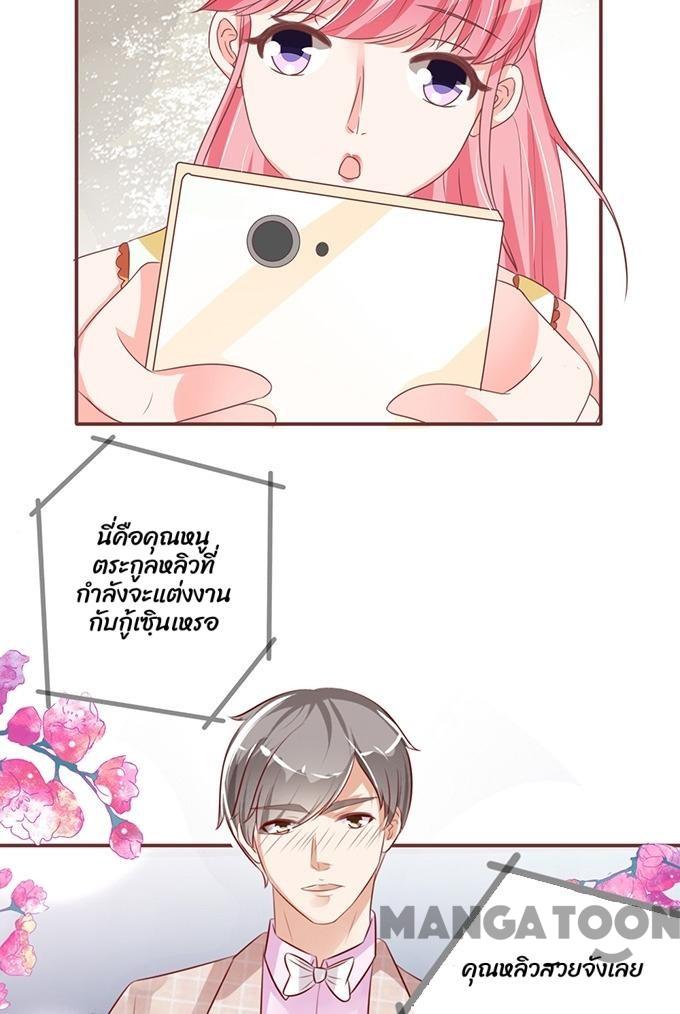 นี่คือคุณหนู
ตระกูลหลิวที่
กำลังจะแต่งงาน
กับกู้เซิ่นเหรอ
MANGATOON
คุณหลิวสวยจังเลย